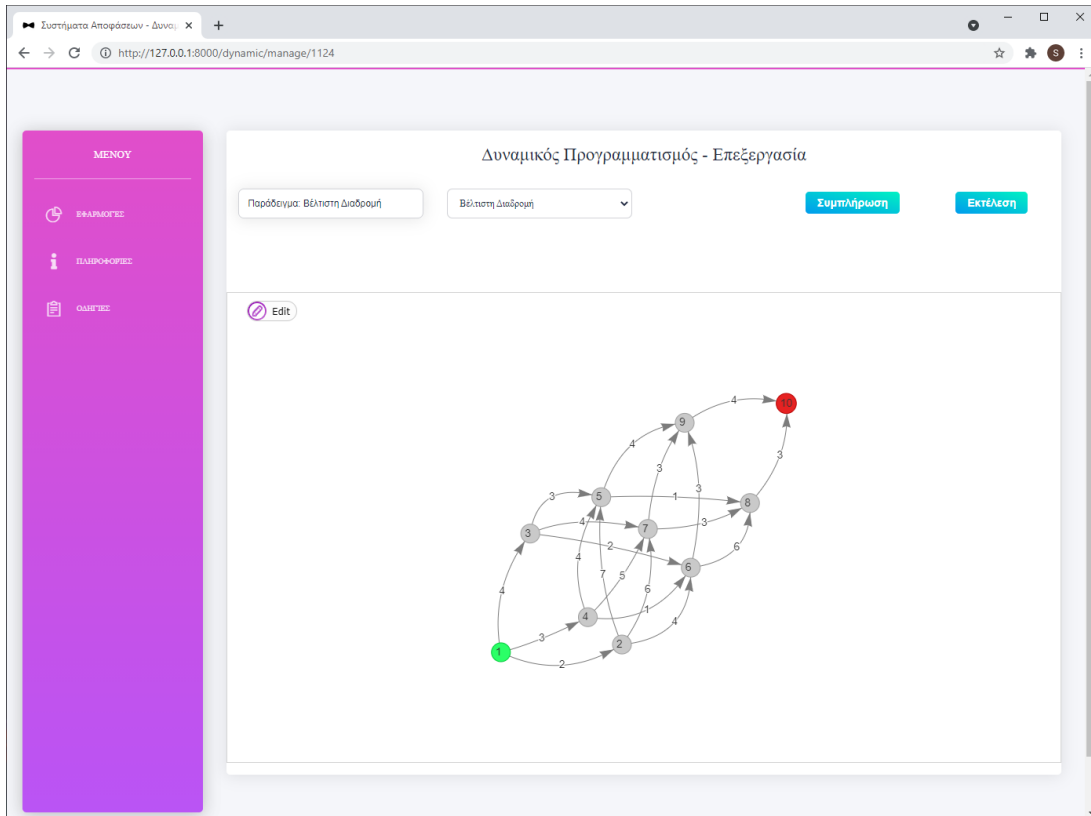 Συστήματα Αποφάσεων - Δυναμ
http://127.0.0.1:8000/dynamic/manage/1124
S
ΜΕΝΟΥ
ΕΦΑΡΜΟΓΕΣ
ΠΛΗΡΟΦΟΡΙΕΣ
ΟΔΗΓΙΕΣ
Δυναμικός Προγραμματισμός - Επεξεργασία
Παράδειγμα: Βέλτιστη Διαδρομή
Βέλτιστη Διαδρομή
Συμπλήρωση
Εκτέλεση
Edit
4
10
9
4
3
3
3
5
1
8
4
7
3
3
2
6
4
7
5
6
6
4
1
4
4
3
2
1
2